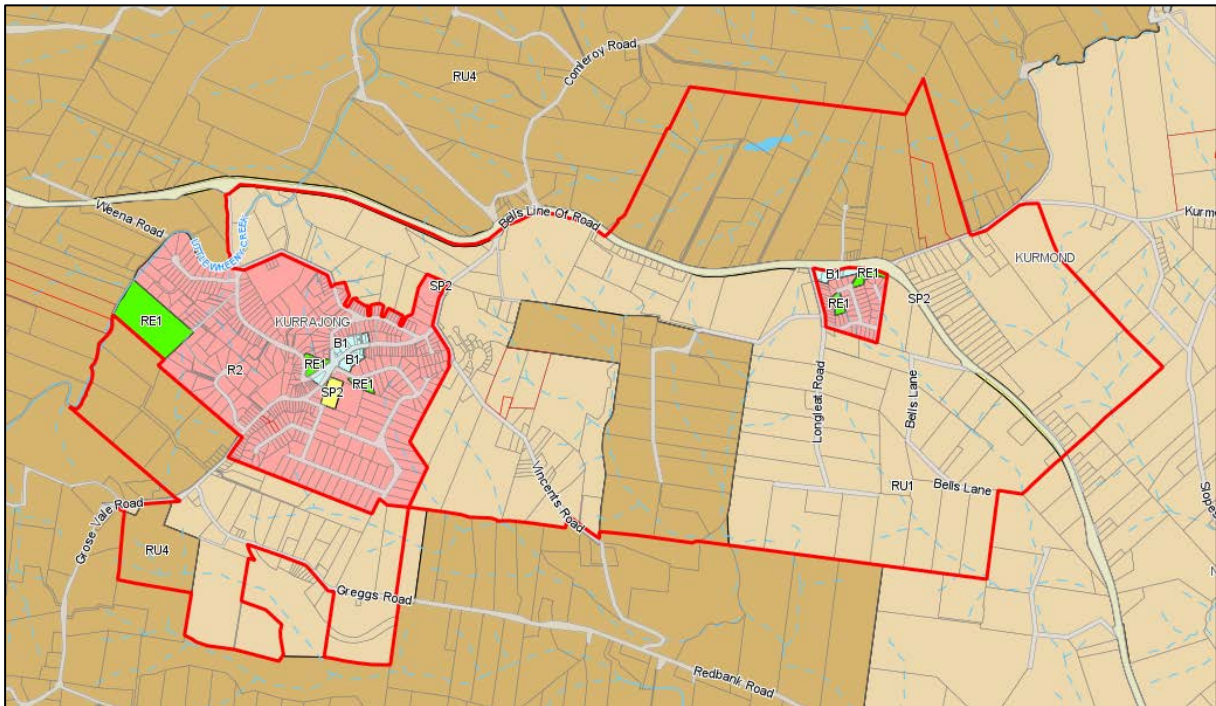 RU4
Comleroy Road
Weena Road
LITTLE WHEENY CREEK
Bells Line Of Road
KURMOND
Kurmo
SP2
B1
RE1
SP2
RE1
RE1
KURRAJONG
B1
B1
RE1
R2
RE1
SP2
Longleat Road
Bells Lane
Vincents Road
RU1
Bells Lane
Slopes
Grose Vale Road
RU4
N
Greggs Road
Redbank Road